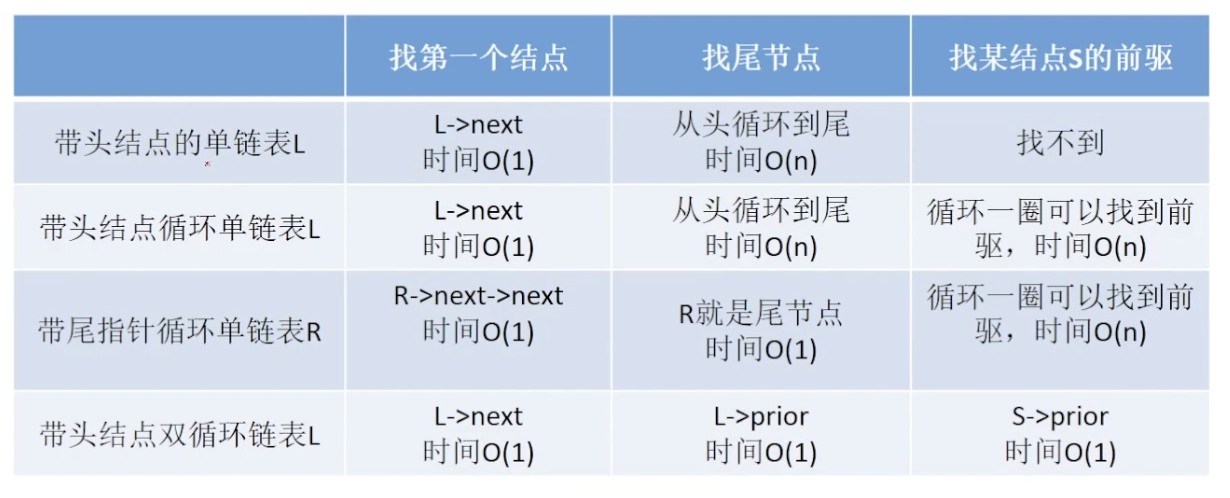 找第一个结点
找尾节点
找某结点S的前驱
带头结点的单链表L
L->next
时间O(1)
从头循环到尾
时间O(n)
找不到
带头结点循环单链表L
L->next
时间O(1)
从头循环到尾
时间O(n)
循环一圈可以找到前
驱，时间O(n)
带尾指针循环单链表R
R->next->next
时间O(1)
R就是尾节点
时间O(1)
循环一圈可以找到前
驱，时间O(n)
带头结点双循环链表L
L->next
时间O(1)
L->prior
时间O(1)
S->prior
时间O(1)